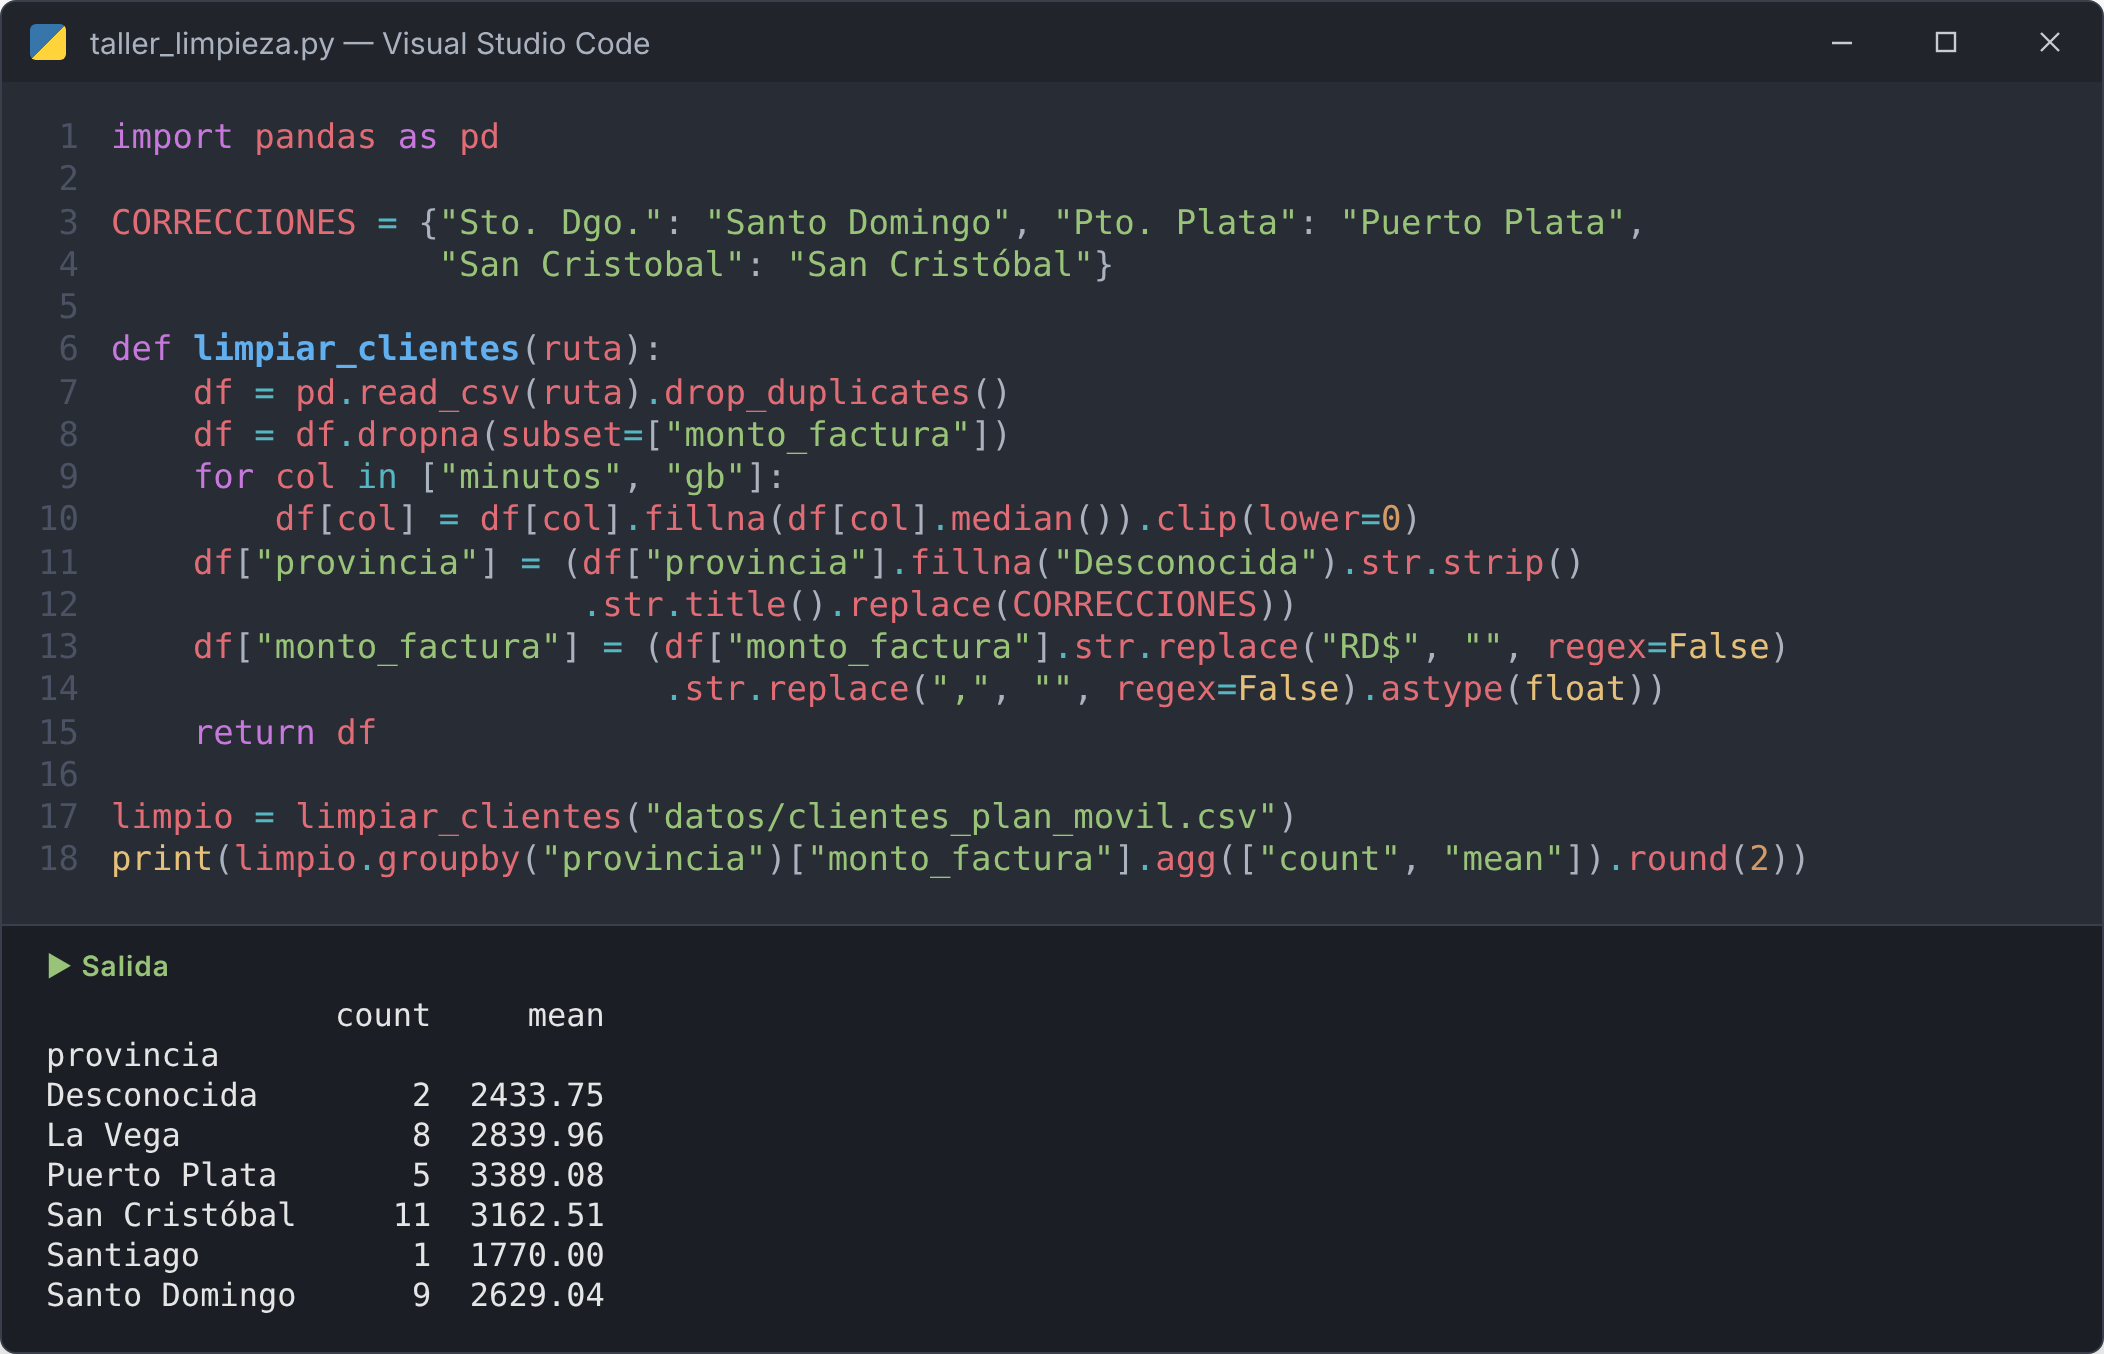 taller_limpieza.py — Visual Studio Code
1 import pandas as pd
2
3 CORRECCIONES = {"Sto. Dgo.": "Santo Domingo", "Pto. Plata": "Puerto Plata",
4                 "San Cristobal": "San Cristóbal"}
5
6 def limpiar_clientes(ruta):
7     df = pd.read_csv(ruta).drop_duplicates()
8     df = df.dropna(subset=["monto_factura"])
9     for col in ["minutos", "gb"]:
10         df[col] = df[col].fillna(df[col].median()).clip(lower=0)
11     df["provincia"] = (df["provincia"].fillna("Desconocida").str.strip()
12                        .str.title().replace(CORRECCIONES))
13     df["monto_factura"] = (df["monto_factura"].str.replace("RD$", "", regex=False)
14                            .str.replace(",", "", regex=False).astype(float))
15     return df
16
17 limpio = limpiar_clientes("datos/clientes_plan_movil.csv")
18 print(limpio.groupby("provincia")["monto_factura"].agg(["count", "mean"]).round(2))
▶ Salida
               count     mean
provincia
Desconocida        2  2433.75
La Vega            8  2839.96
Puerto Plata       5  3389.08
San Cristóbal     11  3162.51
Santiago           1  1770.00
Santo Domingo      9  2629.04